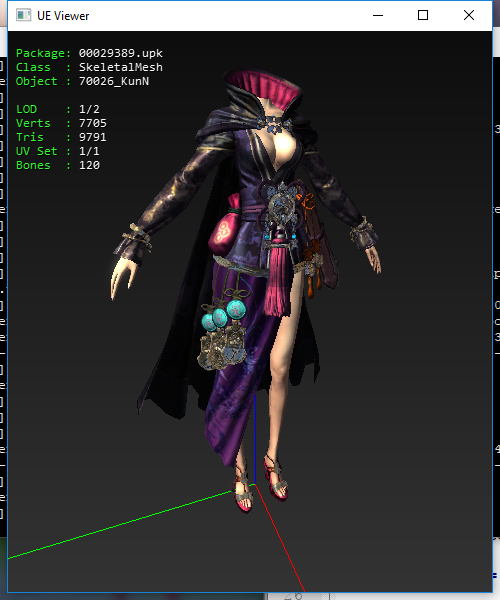 UE Viewer
Package: 00029389.upk
Class  : SkeletalMesh
Object : 70026_KunN
LOD    : 1/2
Verts  : 7705
Tris   : 9791
UV Set : 1/1
Bones  : 120